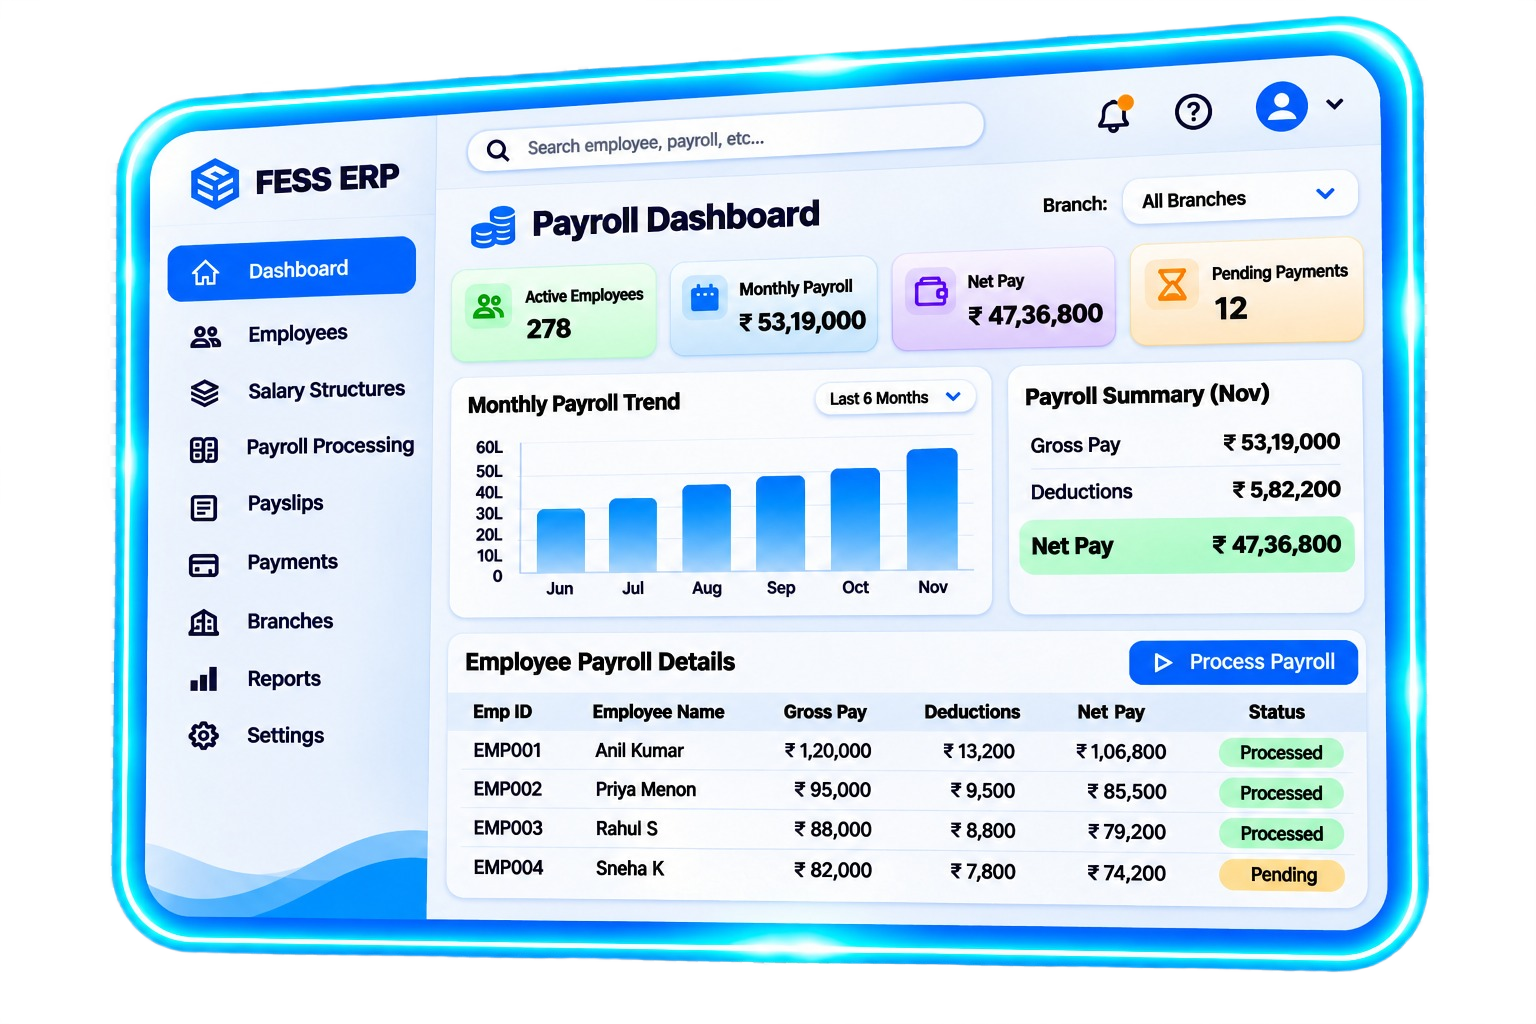 FESS ERP
Search employee, payroll, etc...
Dashboard
Employees
Salary Structures
Payroll Processing
Payslips
Payments
Branches
Reports
Settings
Payroll Dashboard
Branch: All Branches
Active Employees
278
Monthly Payroll
₹ 53,19,000
Net Pay
₹ 47,36,800
Pending Payments
12
Monthly Payroll Trend
Last 6 Months
60L
50L
40L
30L
20L
10L
0
Jun Jul Aug Sep Oct Nov
Payroll Summary (Nov)
Gross Pay ₹ 53,19,000
Deductions ₹ 5,82,200
Net Pay ₹ 47,36,800
Employee Payroll Details
Process Payroll
Emp ID Employee Name Gross Pay Deductions Net Pay Status
EMP001 Anil Kumar ₹ 1,20,000 ₹ 13,200 ₹ 1,06,800 Processed
EMP002 Priya Menon ₹ 95,000 ₹ 9,500 ₹ 85,500 Processed
EMP003 Rahul S ₹ 88,000 ₹ 8,800 ₹ 79,200 Processed
EMP004 Sneha K ₹ 82,000 ₹ 7,800 ₹ 74,200 Pending